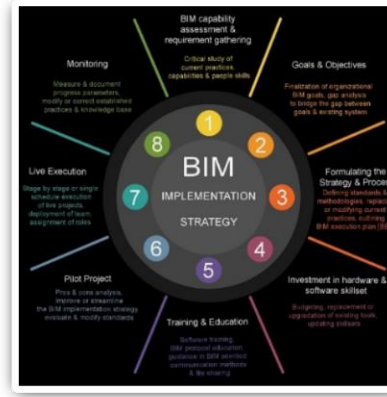 BIM capability
assessment &
requirement gathering
Critical study of
current practices,
capabilities & people skills
Goals & Objectives
Finalization of organizational
BIM goals, gap analysis
to bridge the gap between
goals & existing system
Formulating the
Strategy & Proce
Defining standards &
methodologies, replac
or modifying current
practices, outlining
BIM execution plan [BE
Investment in hardware &
software skillset
Budgeting, replacement or
upgradation of existing tools,
updating skillsets
Training & Education
Software training,
BIM protocol education,
guidance in BIM oriented
communication methods
& file sharing
Pilot Project
Pros & cons analysis,
improve or streamline
the BIM implementation strategy
evaluate & modify standards
Live Execution
Stage by stage or single
schedule execution
of live projects,
deployment of team,
assignment of roles
Monitoring
Measure & document
progress parameters,
modify or correct established
practices & knowledge base
1
2
3
4
5
6
7
8
BIM
IMPLEMENTATION
STRATEGY